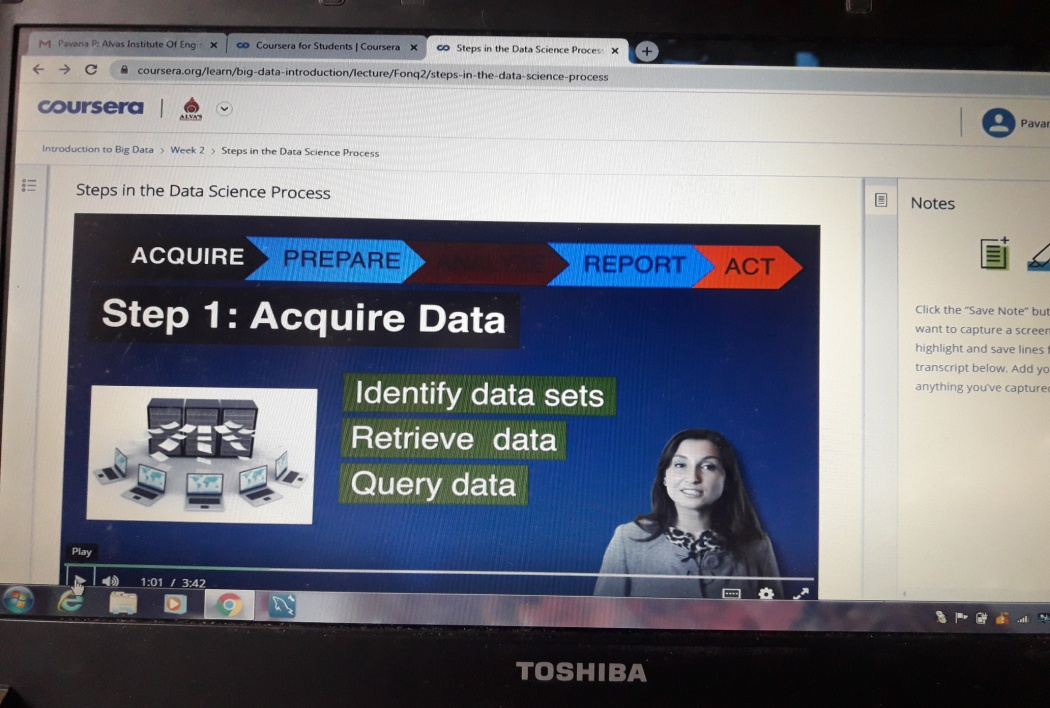 Pavana P: Alvas Institute Of Eng
Coursera for Students | Coursera
Steps in the Data Science Proces
coursera.org/learn/big-data-introduction/lecture/Fonq2/steps-in-the-data-science-process
coursera
ALVA'S
Pavan
Introduction to Big Data > Week 2 > Steps in the Data Science Process
Steps in the Data Science Process
Notes
ACQUIRE PREPARE ANALYZE REPORT ACT
Step 1: Acquire Data
Identify data sets
Retrieve data
Query data
Click the "Save Note" but
want to capture a screen
highlight and save lines f
transcript below. Add yo
anything you've captured
Play
1:01 / 3:42
TOSHIBA